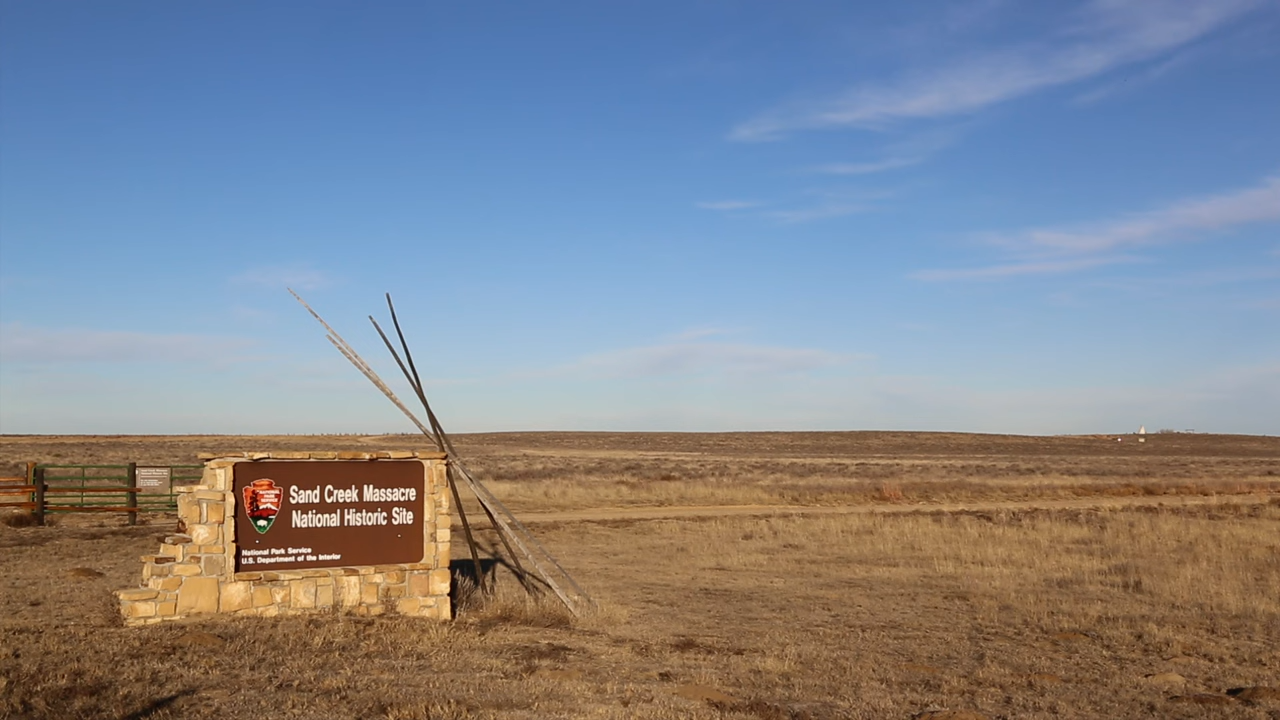 Sand Creek Massacre
National Historic Site
National Park Service
U.S. Department of the Interior